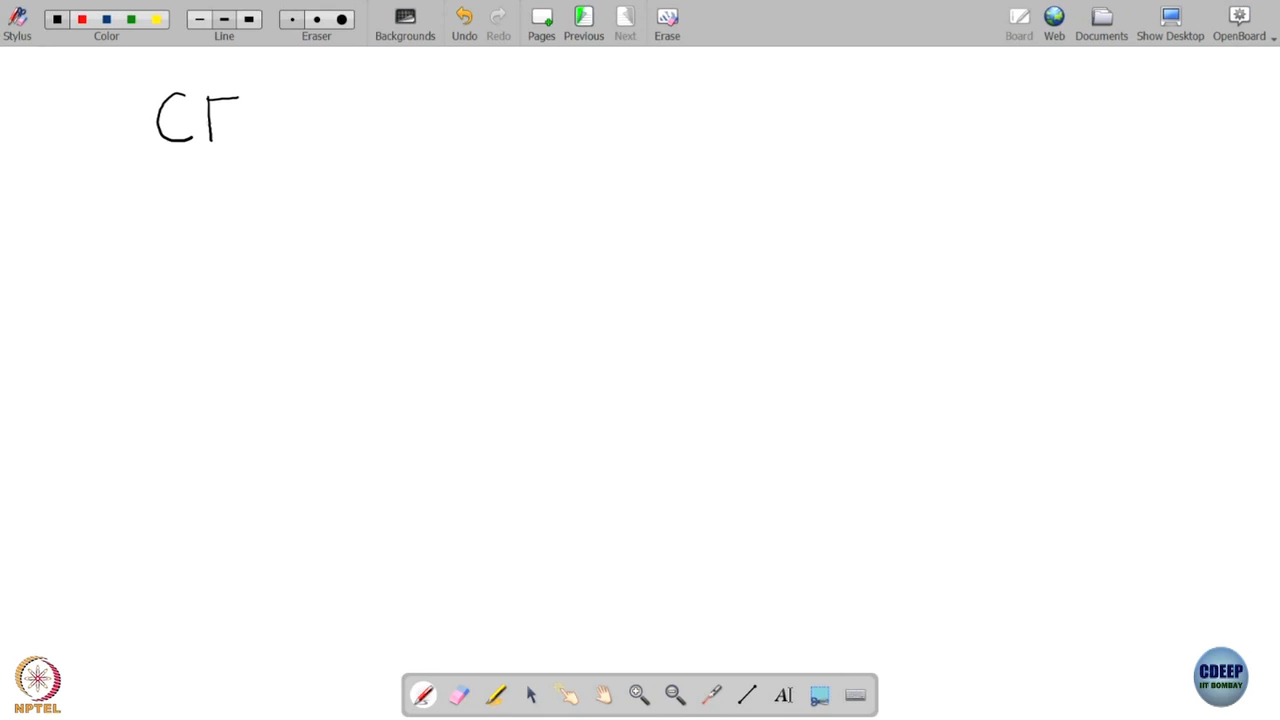 Stylus Color Line Eraser Backgrounds Undo Redo Pages Previous Next Erase Board Web Documents Show Desktop OpenBoard
CΓ
NPTEL
CDEEP
IIT BOMBAY